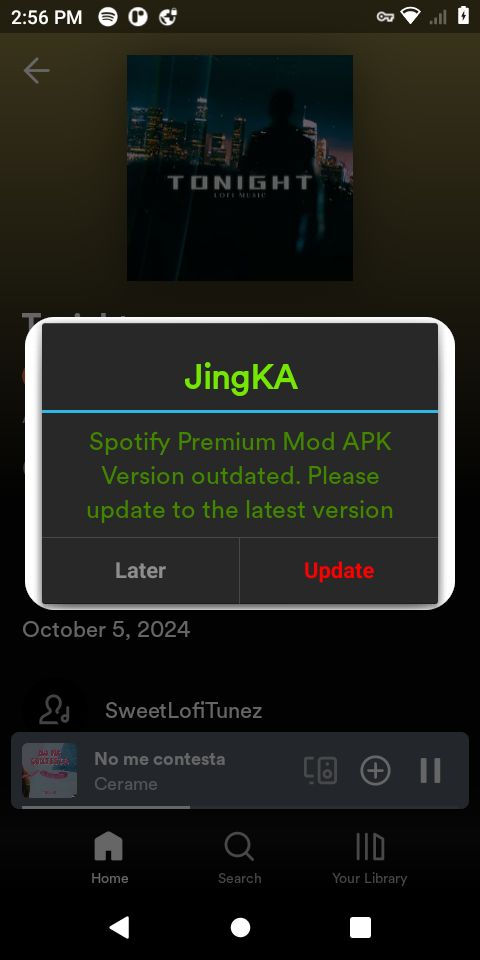 2:56 PM
TONIGHT
LOFI MUSIC
JingKA
Spotify Premium Mod APK
Version outdated. Please
update to the latest version
Later
Update
October 5, 2024
SweetLofiTunez
No me contesta
Cerame
Home
Search
Your Library